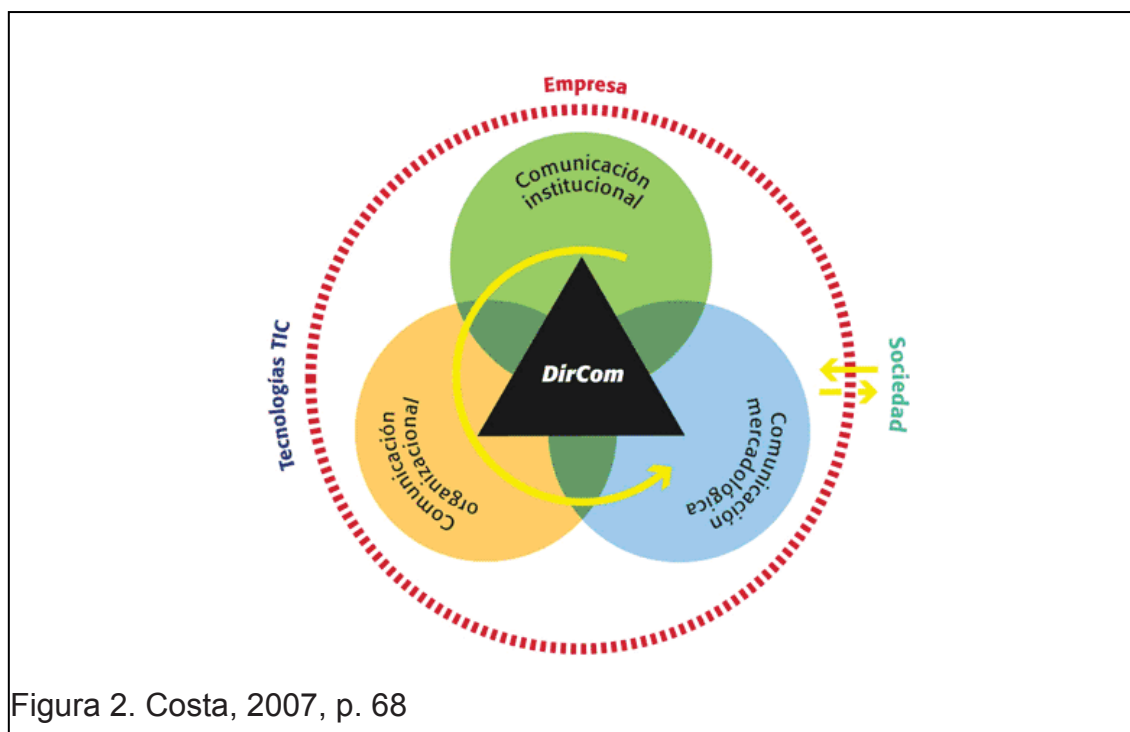 Empresa
Comunicación
institucional
Tecnologías TIC
DirCom
Sociedad
Comunicación
organizacional
Comunicación
mercadológica
Figura 2. Costa, 2007, p. 68